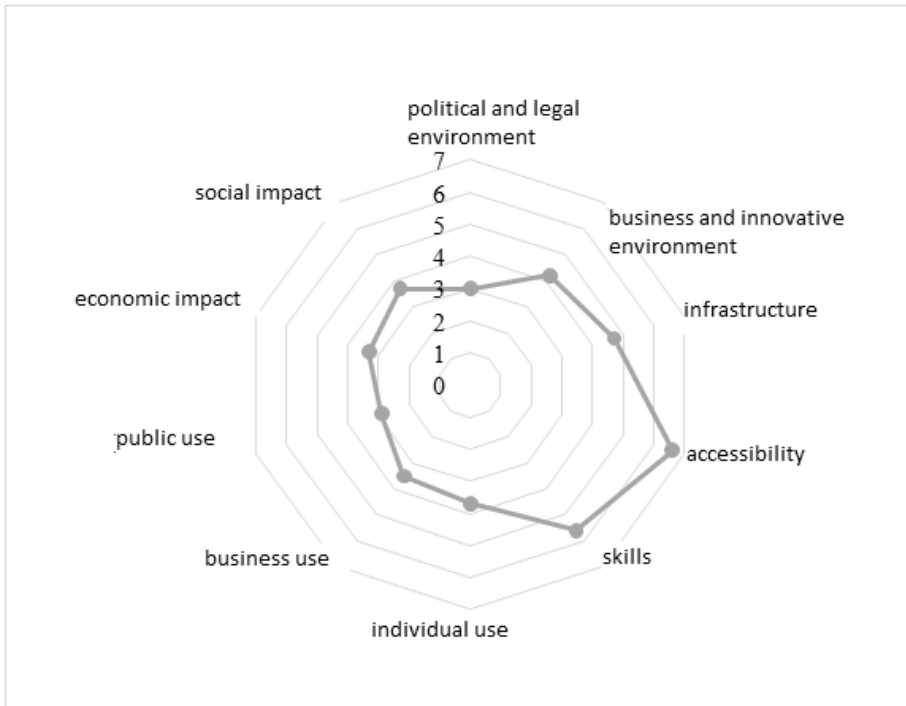 political and legal
environment
7
6
5
4
3
2
1
0
social impact
business and innovative
environment
economic impact
infrastructure
public use
accessibility
business use
skills
individual use